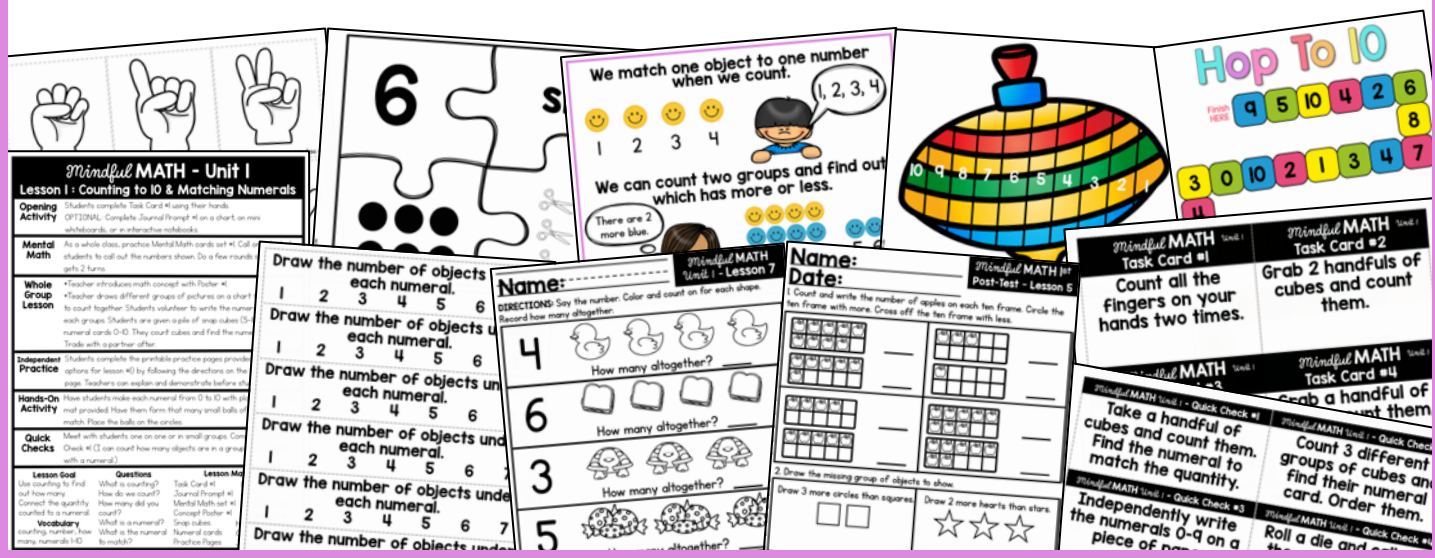 Mindful MATH - Unit 1
Lesson 1 : Counting to 10 & Matching Numerals
Opening Activity
Students complete Task Card #1 using their hands.
OPTIONAL: Complete Journal Prompt #1 on a chart, on mini
whiteboards, or in interactive notebooks.
Mental Math
As a whole class, practice Mental Math cards set #1. Call on
students to call out the numbers shown. Do a few rounds s
gets 2 turns.
Whole Group Lesson
•Teacher introduces math concept with Poster #1
•Teacher draws different groups of pictures on a chart
to count together. Students volunteer to write the num
each groups. Students are given a pile of snap cubes (5-
numeral cards 0-10. They count cubes and find the nume
Trade with a partner after.
Independent Practice
Students complete the printable practice pages provided
options for lesson #1 by following the directions on the
page. Teachers can explain and demonstrate before stu
Hands-On Activity
Have students make each numeral from 0 to 10 with pl
mat provided. Have them form that many small balls of
match. Place the balls on the circles.
Quick Checks
Meet with students one on one or in small groups. Com
Check #1 (I can count how many objects are in a group
with a numeral.)
Lesson Goal
Use counting to find
out how many.
Connect the quantity
counted to a numeral
Vocabulary
counting, number, how
many, numerals 1-10
Questions
What is counting?
How do we count?
How many did you
count?
What is a numeral?
What is the numeral
to match?
Lesson Ma
Task Card #1
Journal Prompt #1
Mental Math set #1
Concept Poster #1
Snap cubes
Numeral cards
Practice Pages
6
s
We match one object to one number
when we count.
1 2 3 4
1, 2, 3, 4
We can count two groups and find out
which has more or less.
There are 2
more blue.
10 9 8 7 6 5 4 3 2 1
Hop To 10
Finish
HERE
9 5 10 4 2 6
8
3 0 10 2 1 3 4 7
4
Draw the number of objects
each numeral.
1 2 3 4 5 6
Draw the number of objects u
each numeral.
1 2 3 4 5 6
Draw the number of objects un
each numeral.
1 2 3 4 5 6
Draw the number of objects und
each numeral.
1 2 3 4 5 6 7
Draw the number of objects unde
each numeral.
1 2 3 4 5 6 7
Draw the number of objects under
Name:
Mindful MATH
Unit 1 - Lesson 7
DIRECTIONS: Say the number. Color and count on for each shape.
Record how many altogether.
4
How many altogether?
6
How many altogether?
3
How many altogether?
5
Name:
Date:
Mindful MATH 1st
Post-Test - Lesson 5
1. Count and write the number of apples on each ten frame. Circle the
ten frame with more. Cross off the ten frame with less.
2. Draw the missing group of objects to show.
Draw 3 more circles than squares.
Draw 2 more hearts than stars.
Mindful MATH Unit 1
Task Card #1
Count all the
fingers on your
hands two times.
Mindful MATH Unit 1
Task Card #2
Grab 2 handfuls of
cubes and count
them.
#3
Mindful MATH Unit
Task Card #4
Grab a handful of
unt them
Mindful MATH Unit 1 - Quick Check #1
Take a handful of
cubes and count them.
Find the numeral to
match the quantity.
Mindful MATH Unit 1 - Quick Chec
Count 3 different
groups of cubes an
find their numeral
card. Order them.
Mindful MATH Unit 1 - Quick Check #3
Independently write
the numerals 0-9 on a
piece of pap
Mindful MATH Unit 1 - Quick Check
Roll a die and